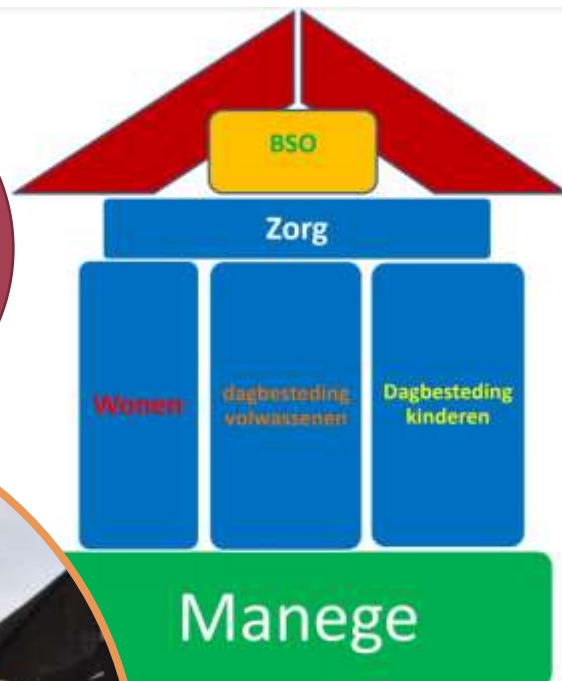 BSO
Zorg
Wonen
dagbesteding
volwassenen
Dagbesteding
kinderen
Manege